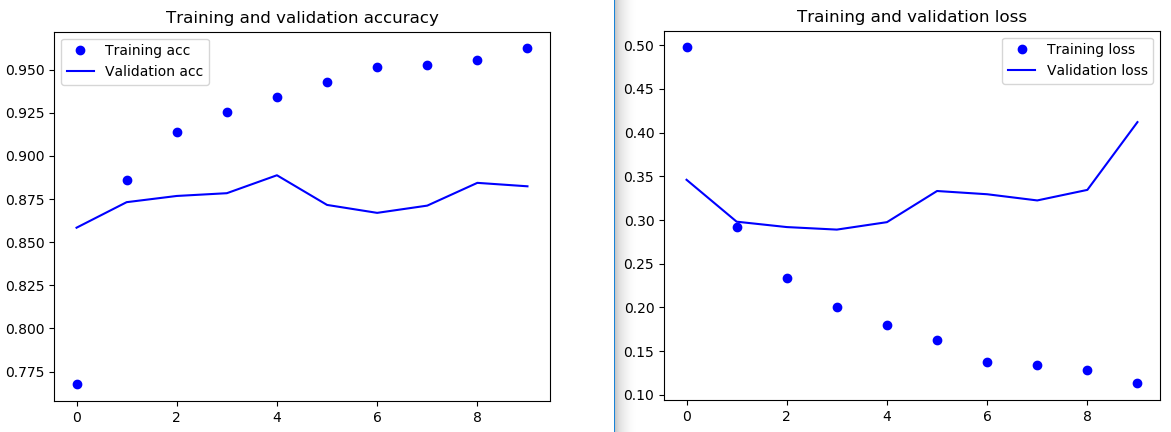 Training and validation accuracy
Training acc
Validation acc
0.950
0.925
0.900
0.875
0.850
0.825
0.800
0.775
0 2 4 6 8
Training and validation loss
Training loss
Validation loss
0.50
0.45
0.40
0.35
0.30
0.25
0.20
0.15
0.10
0 2 4 6 8